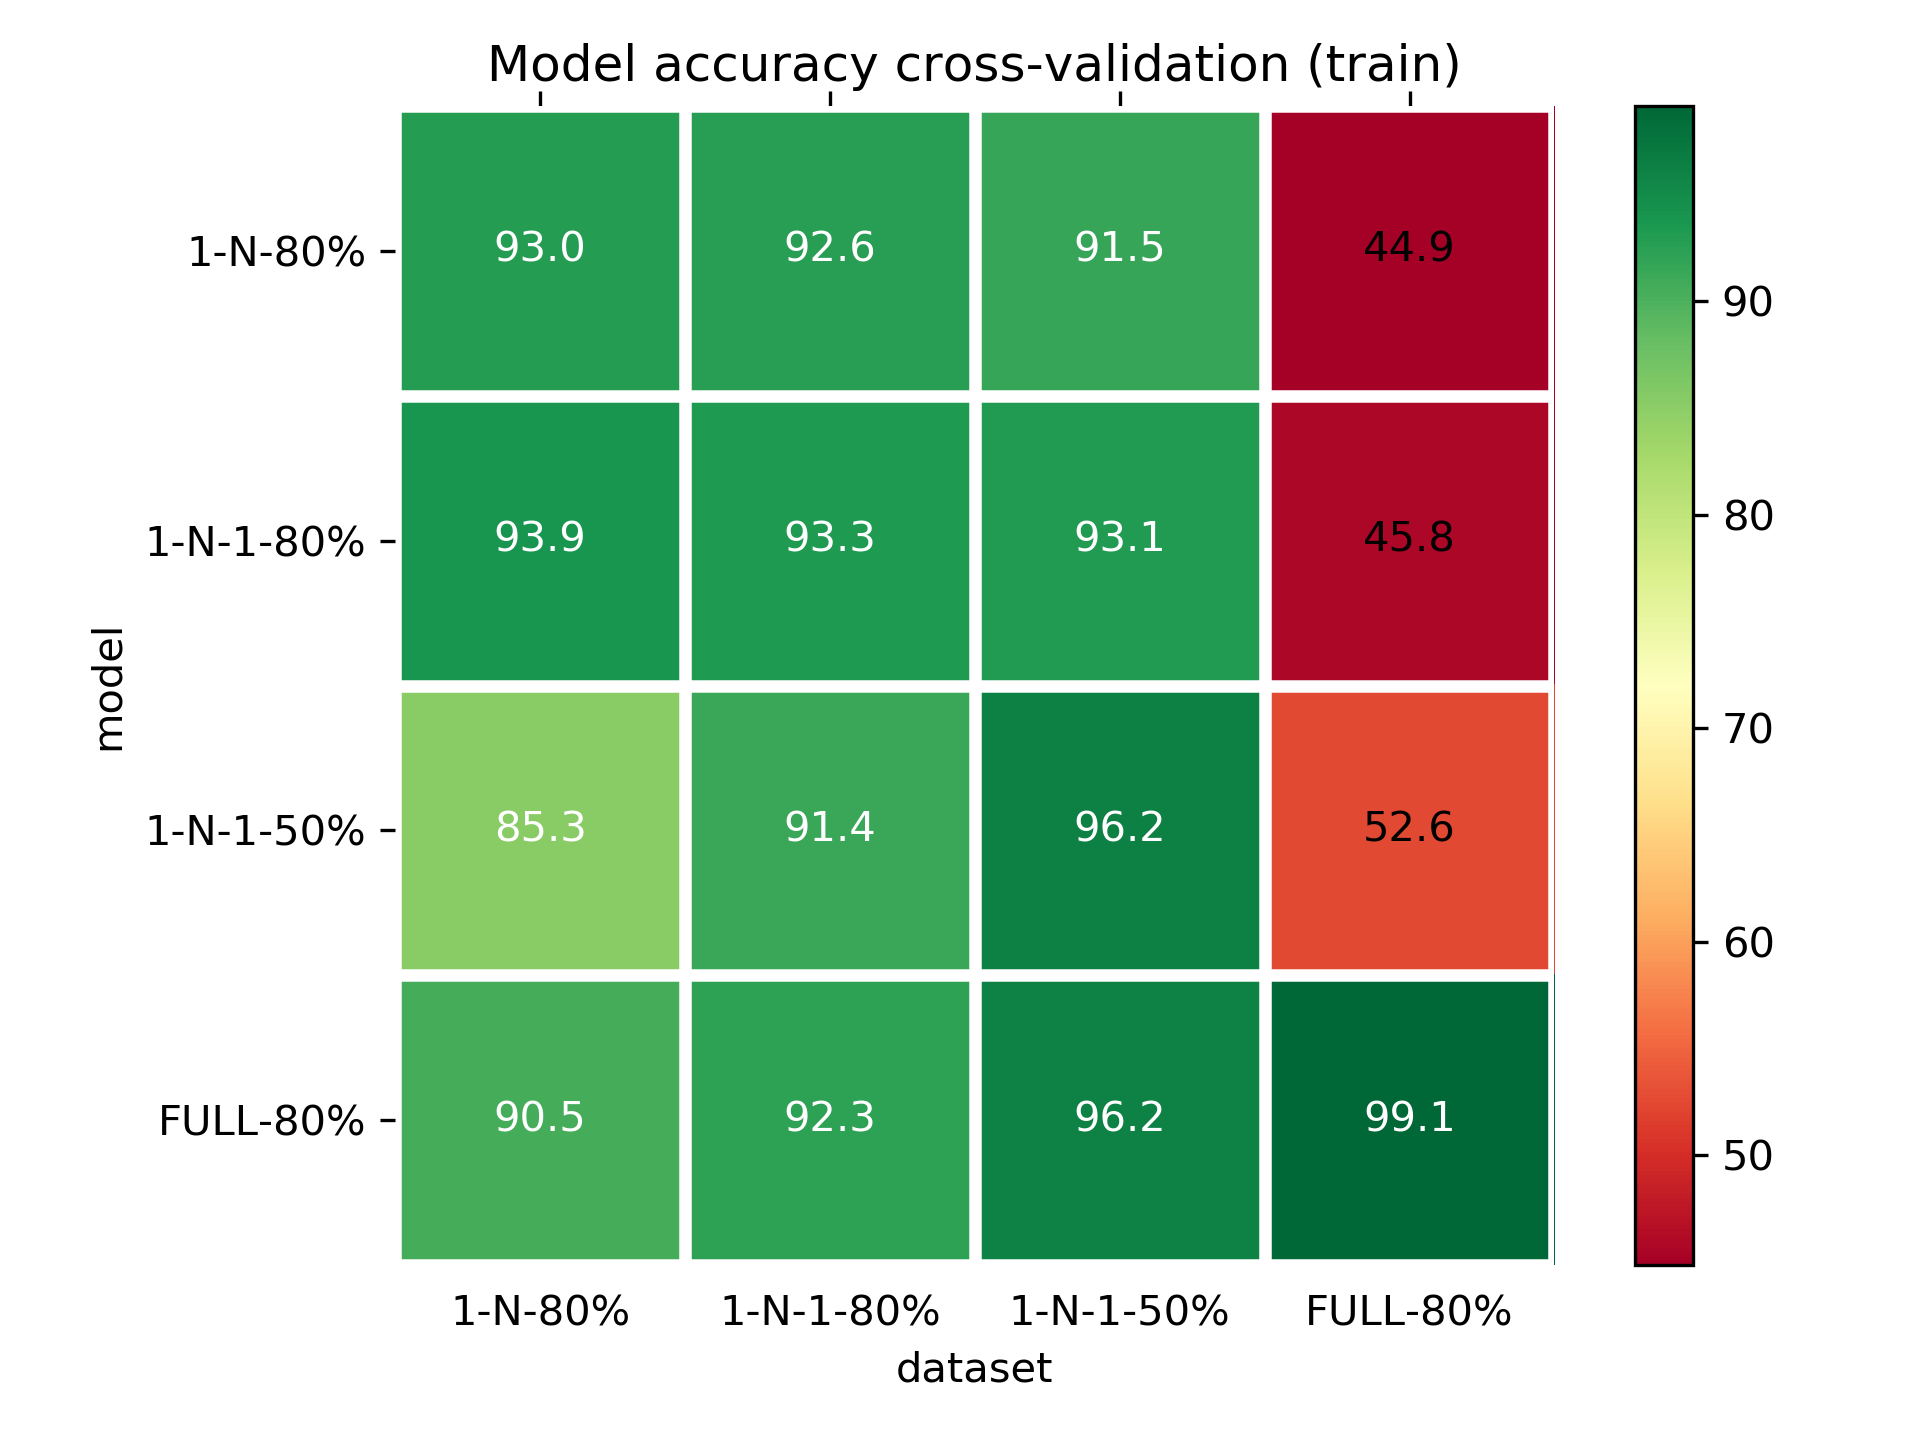 Model accuracy cross-validation (train)
1-N-80% 93.0 92.6 91.5 44.9
1-N-1-80% 93.9 93.3 93.1 45.8
1-N-1-50% 85.3 91.4 96.2 52.6
FULL-80% 90.5 92.3 96.2 99.1
1-N-80% 1-N-1-80% 1-N-1-50% FULL-80%
dataset
model
90
80
70
60
50